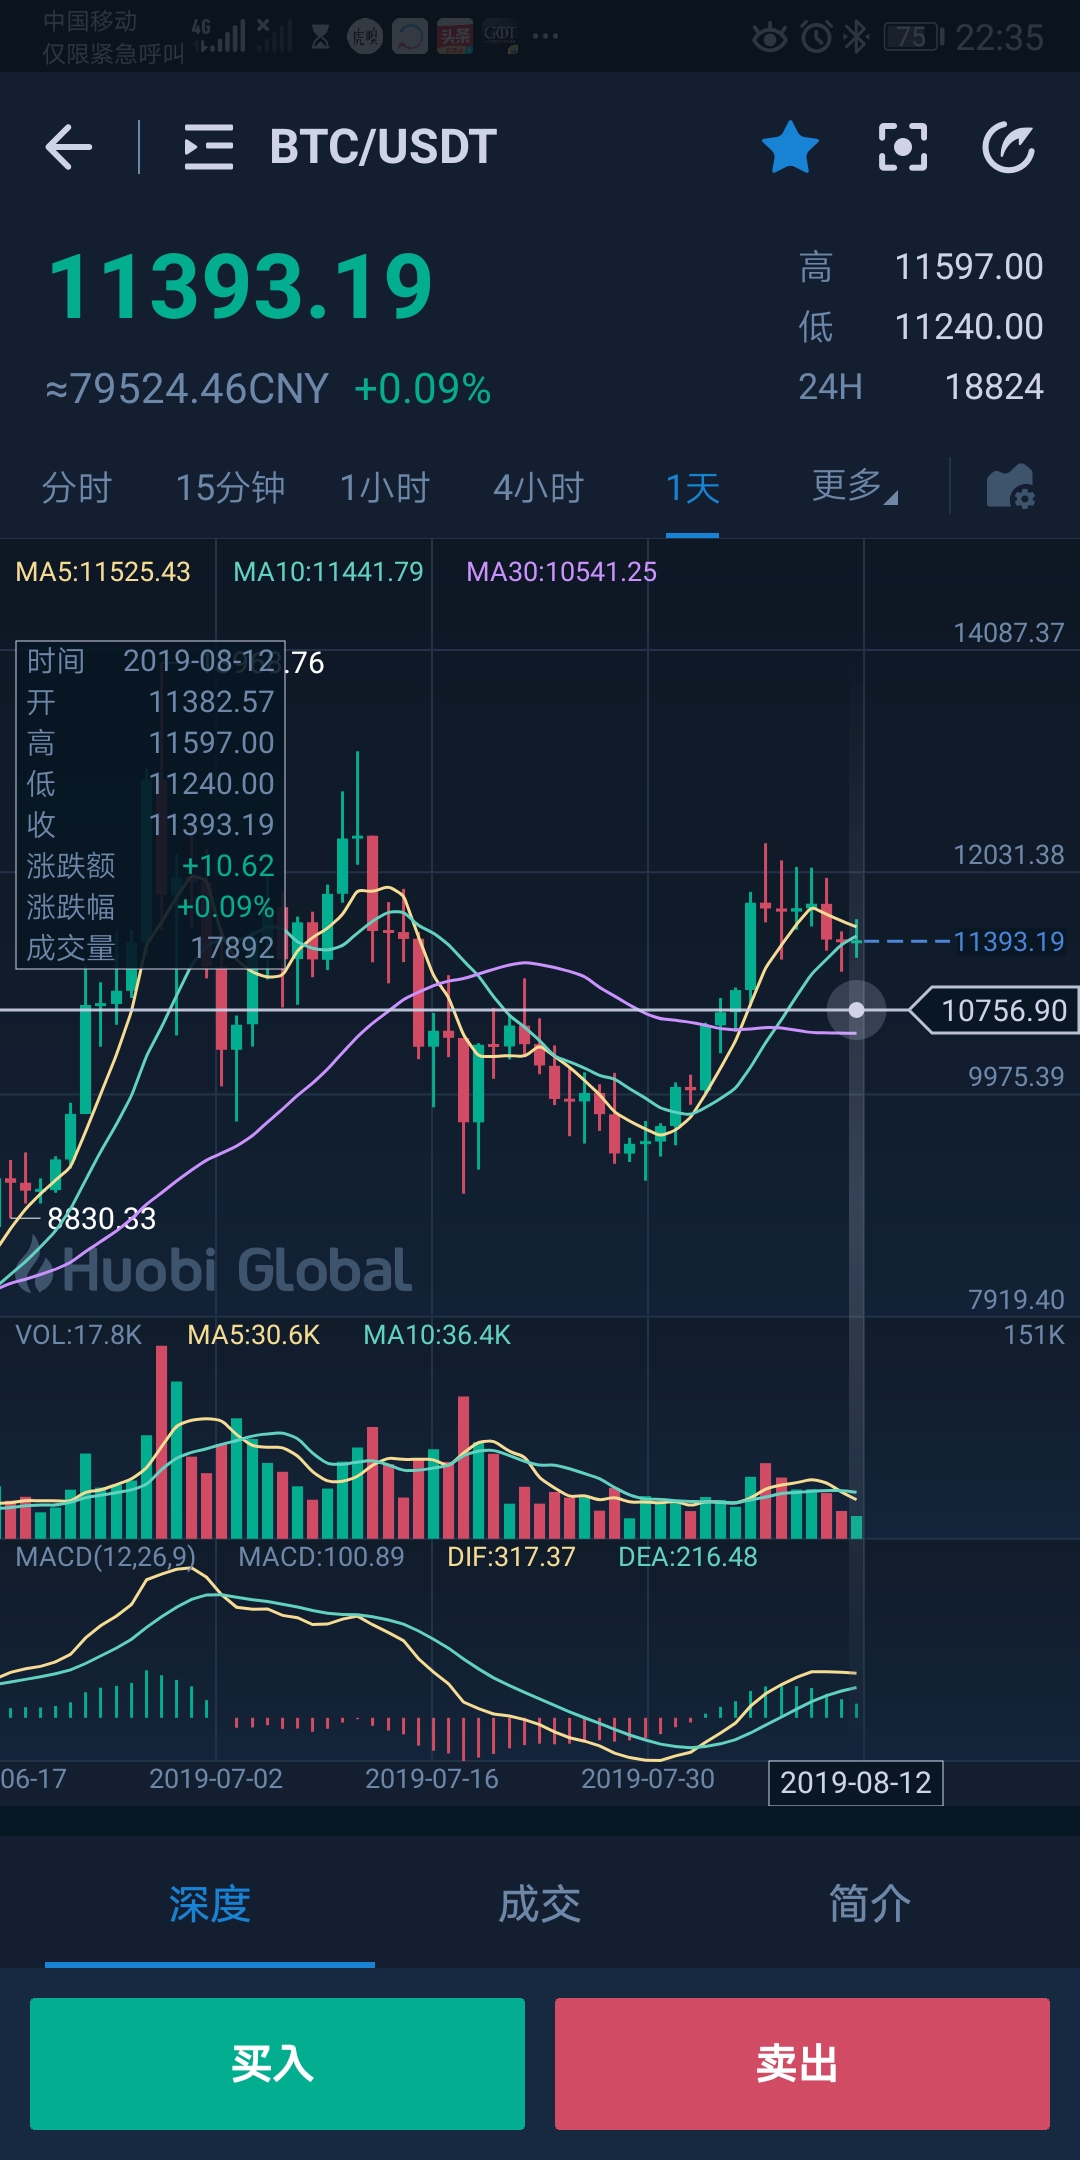 中国移动
仅限紧急呼叫
4G
虎嗅
头条
75
22:35
BTC/USDT
11393.19
≈79524.46CNY +0.09%
高 11597.00
低 11240.00
24H 18824
分时 15分钟 1小时 4小时 1天 更多
MA5:11525.43 MA10:11441.79 MA30:10541.25
14087.37
时间 2019-08-12
.76
开 11382.57
高 11597.00
低 11240.00
收 11393.19
涨跌额 +10.62
涨跌幅 +0.09%
成交量 17892
12031.38
11393.19
10756.90
9975.39
8830.33
Huobi Global
7919.40
VOL:17.8K MA5:30.6K MA10:36.4K
151K
MACD(12,26,9) MACD:100.89 DIF:317.37 DEA:216.48
06-17 2019-07-02 2019-07-16 2019-07-30 2019-08-12
深度 成交 简介
买入 卖出